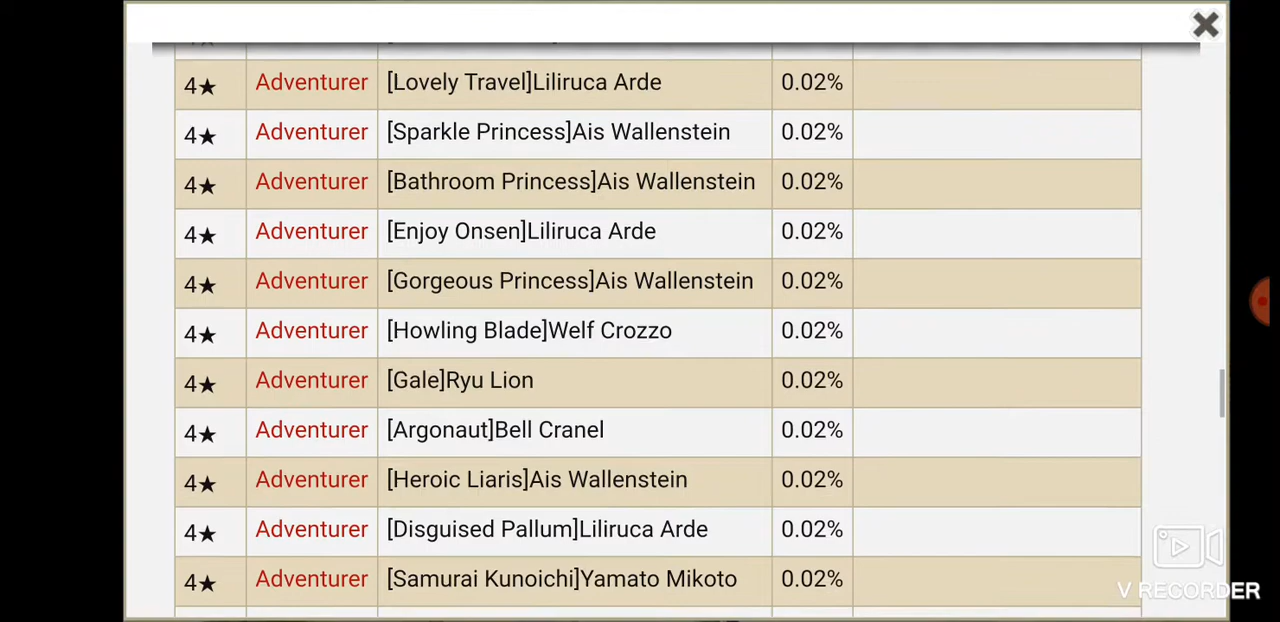 4★ Adventurer [Lovely Travel]Liliruca Arde 0.02%
4★ Adventurer [Sparkle Princess]Ais Wallenstein 0.02%
4★ Adventurer [Bathroom Princess]Ais Wallenstein 0.02%
4★ Adventurer [Enjoy Onsen]Liliruca Arde 0.02%
4★ Adventurer [Gorgeous Princess]Ais Wallenstein 0.02%
4★ Adventurer [Howling Blade]Welf Crozzo 0.02%
4★ Adventurer [Gale]Ryu Lion 0.02%
4★ Adventurer [Argonaut]Bell Cranel 0.02%
4★ Adventurer [Heroic Liaris]Ais Wallenstein 0.02%
4★ Adventurer [Disguised Pallum]Liliruca Arde 0.02%
4★ Adventurer [Samurai Kunoichi]Yamato Mikoto 0.02%
V RECORDER